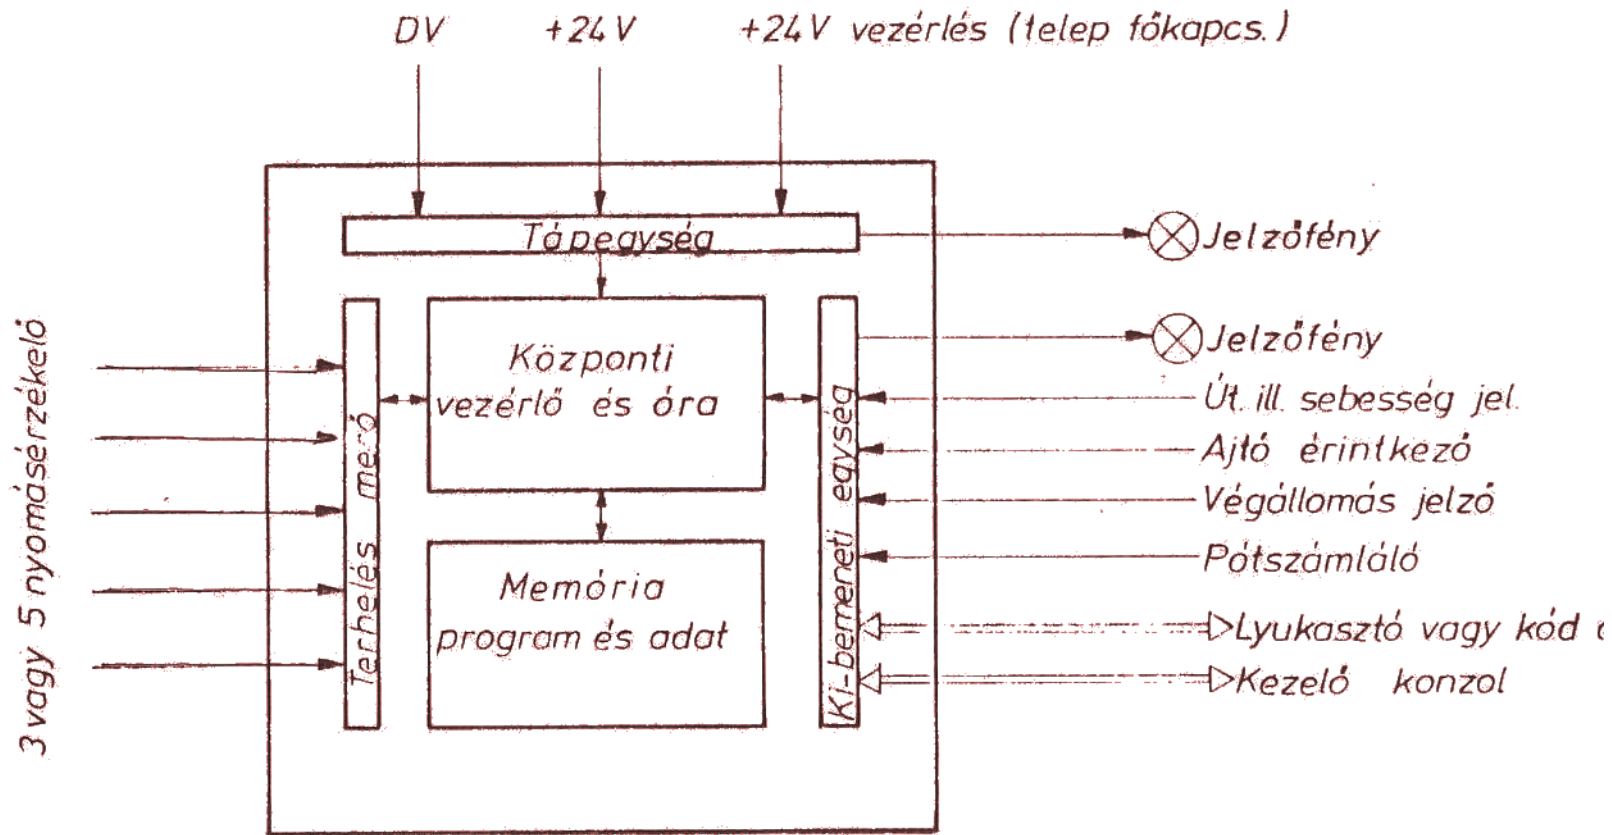 DV +24V +24V vezérlés (telep főkapcs.)
Tápegység
Jelzőfény
Jelzőfény
Központi
vezérlő és óra
Memória
program és adat
3 vagy 5 nyomásérzékelő
Terhelés mérő
Ki-bemeneti egység
Út. ill. sebesség jel.
Ajtó érintkező
Végállomás jelző
Pótszámláló
Lyukasztó vagy kód
Kezelő konzol